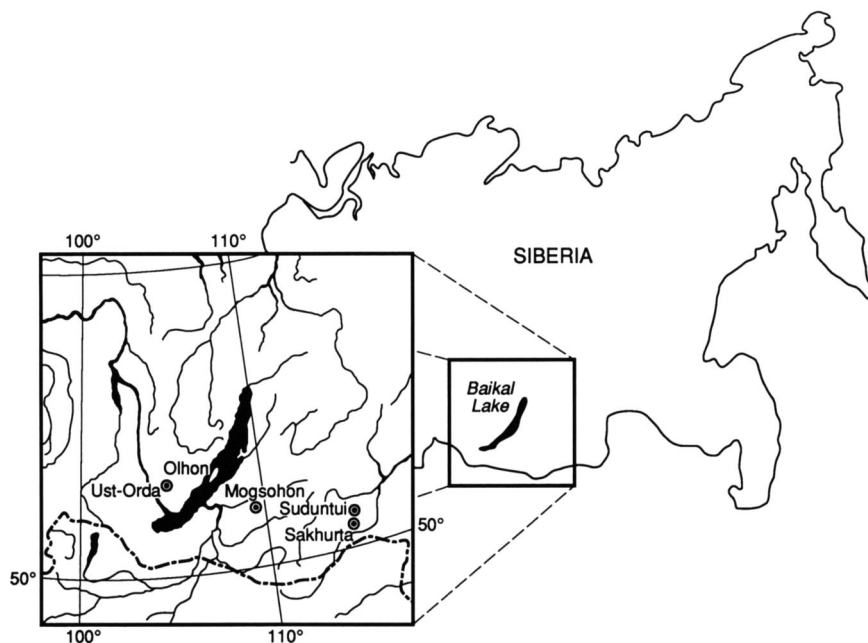 SIBERIA
100°
110°
Baikal
Lake
Olhon
Ust-Orda
Mogsohon
Suduntui
Sakhurta
50°
50°
100°
110°